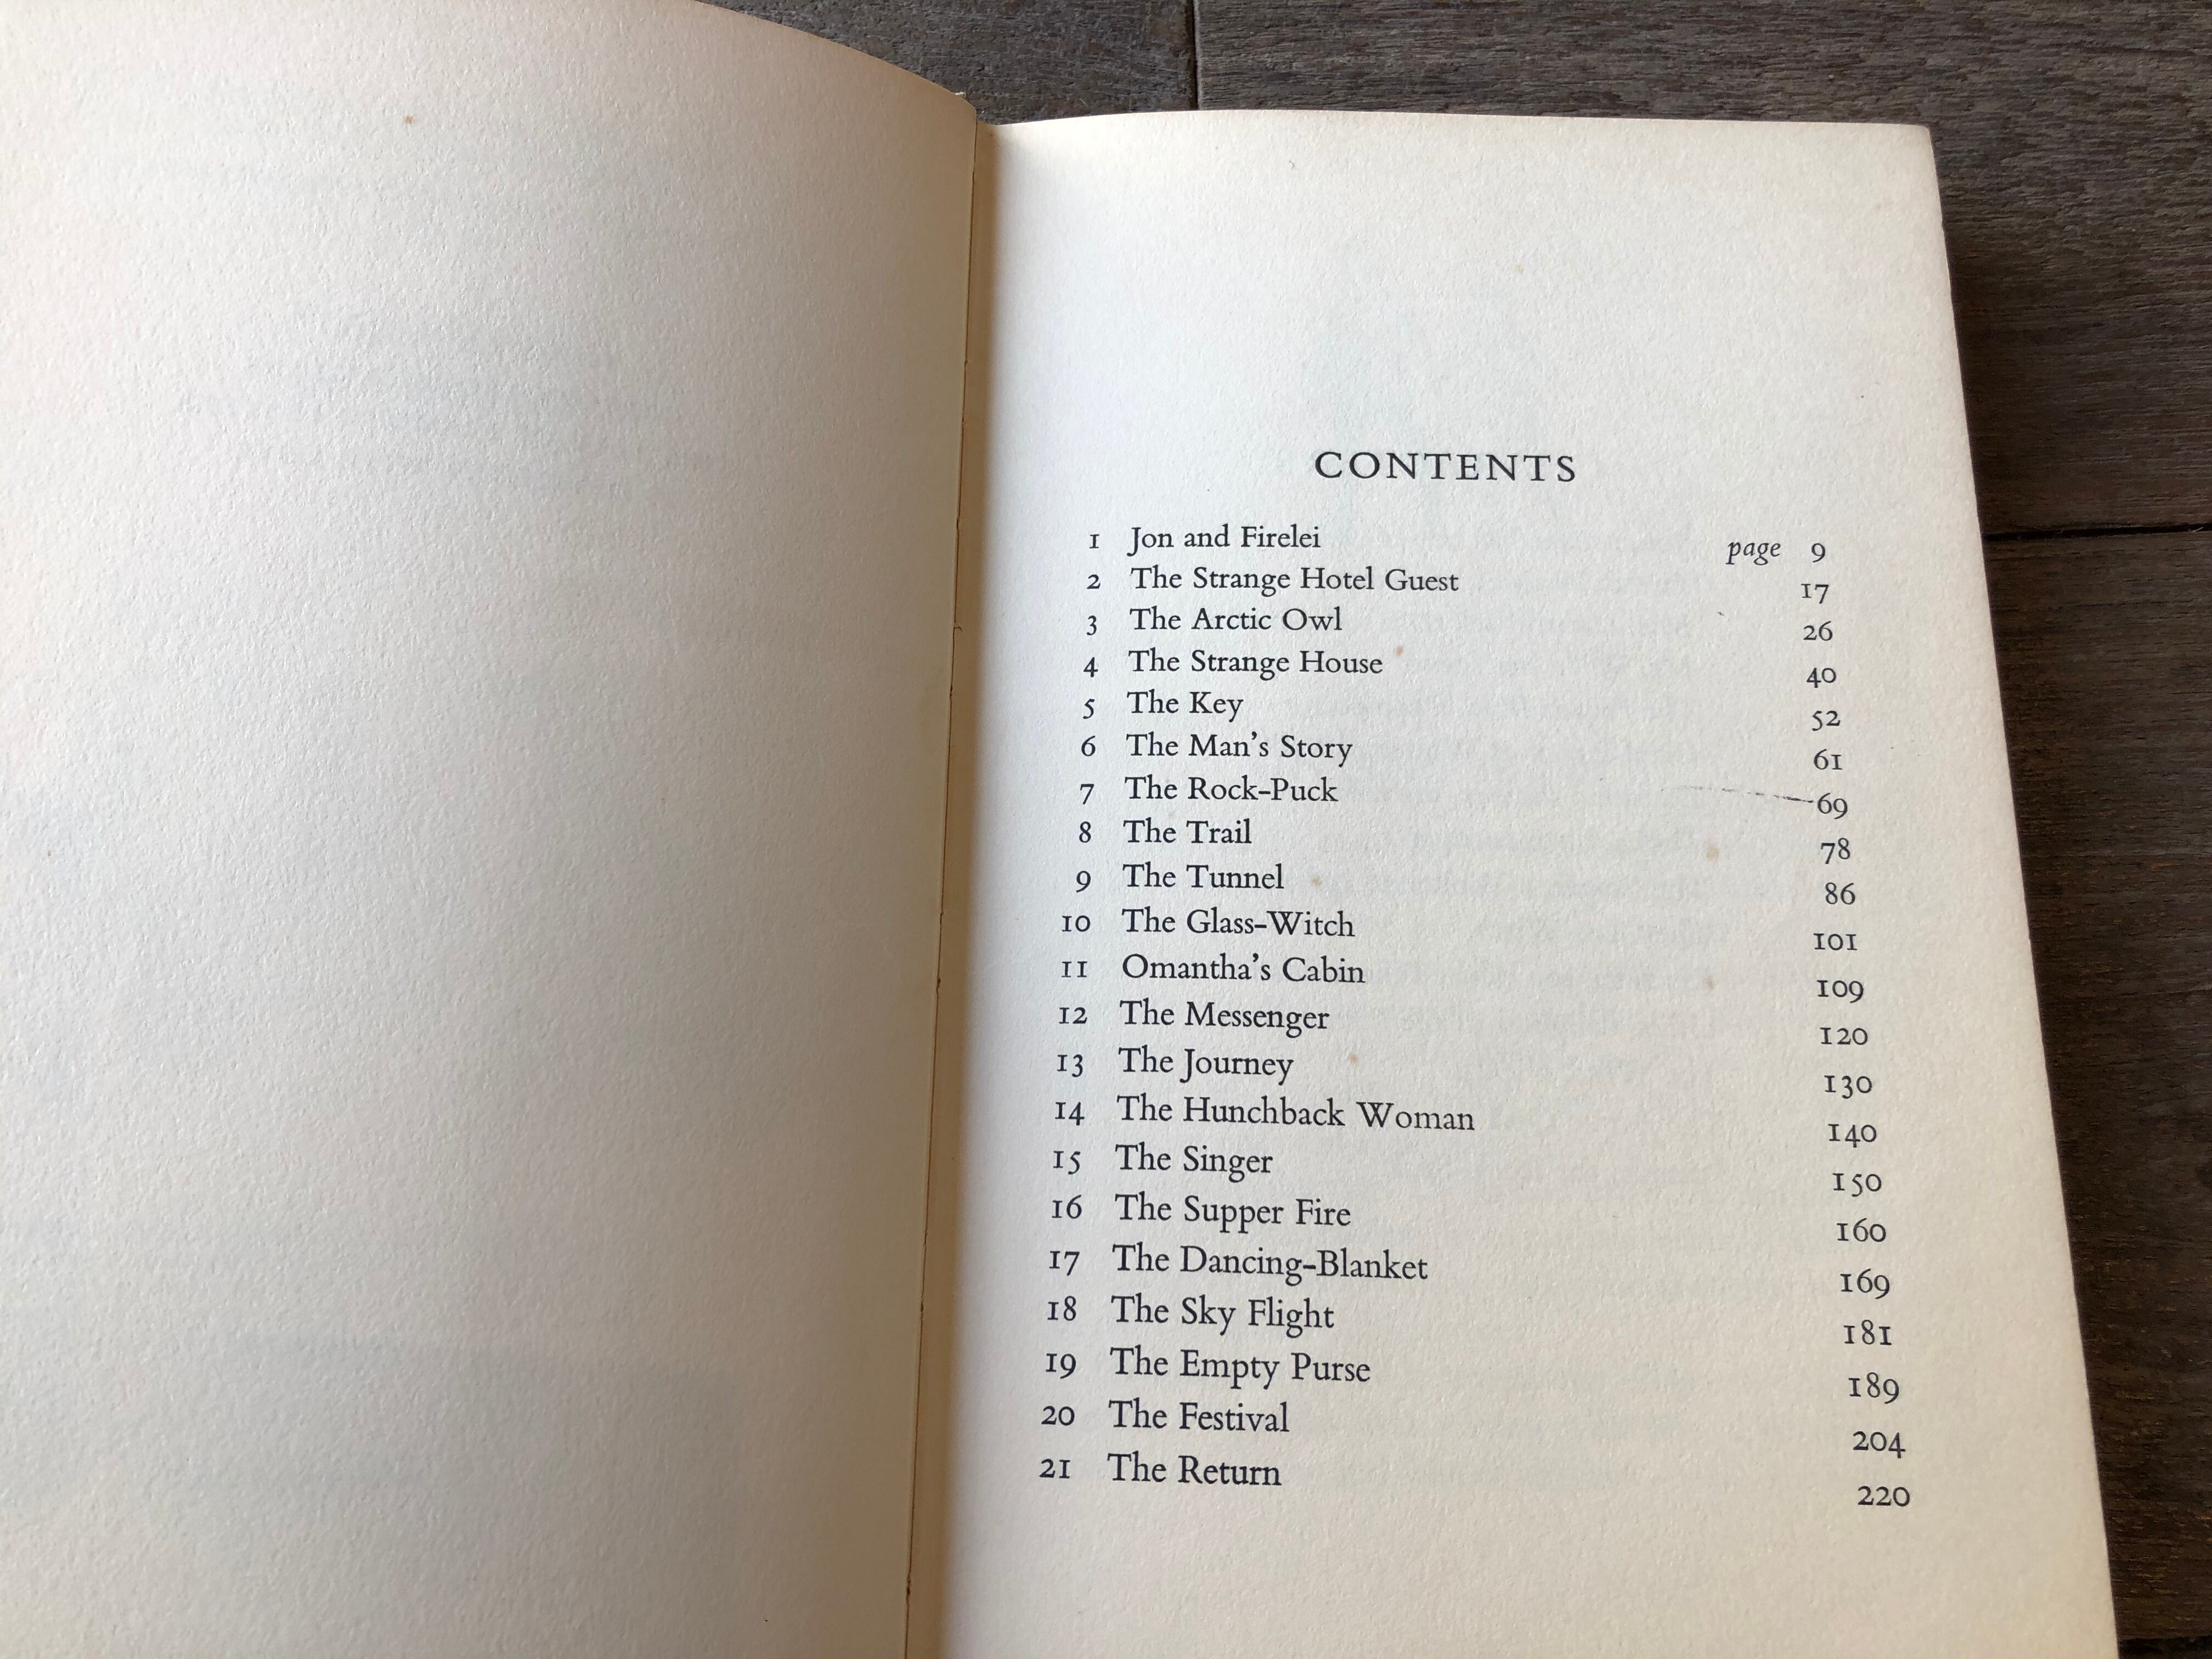 CONTENTS
1 Jon and Firelei page 9
2 The Strange Hotel Guest 17
3 The Arctic Owl 26
4 The Strange House 40
5 The Key 52
6 The Man's Story 61
7 The Rock-Puck 69
8 The Trail 78
9 The Tunnel 86
10 The Glass-Witch 101
11 Omantha's Cabin 109
12 The Messenger 120
13 The Journey 130
14 The Hunchback Woman 140
15 The Singer 150
16 The Supper Fire 160
17 The Dancing-Blanket 169
18 The Sky Flight 181
19 The Empty Purse 189
20 The Festival 204
21 The Return 220